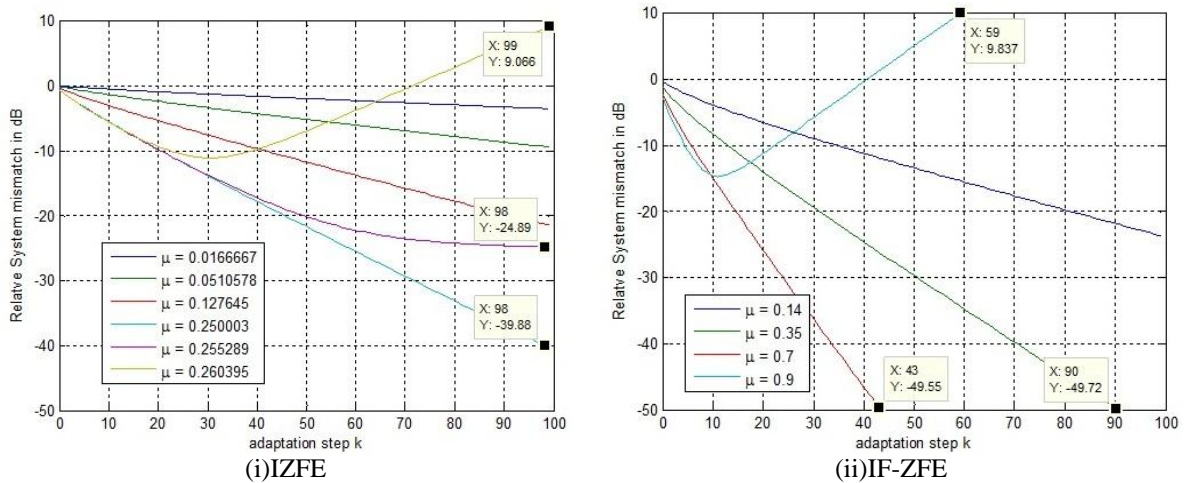 10
0
-10
-20
-30
-40
-50
Relatve System mismatch in dB
X: 99
Y: 9.066
X: 98
Y: -24.89
X: 98
Y: -39.88
μ = 0.0166667
μ = 0.0510578
μ = 0.127645
μ = 0.250003
μ = 0.255289
μ = 0.260395
0 10 20 30 40 50 60 70 80 90 100
adaptation step k
(i)IZFE
10
0
-10
-20
-30
-40
-50
Relatve System mismatch in dB
X: 59
Y: 9.837
μ = 0.14
μ = 0.35
μ = 0.7
μ = 0.9
X: 43
Y: -49.55
X: 90
Y: -49.72
0 10 20 30 40 50 60 70 80 90 100
adaptation step k
(ii)IF-ZFE